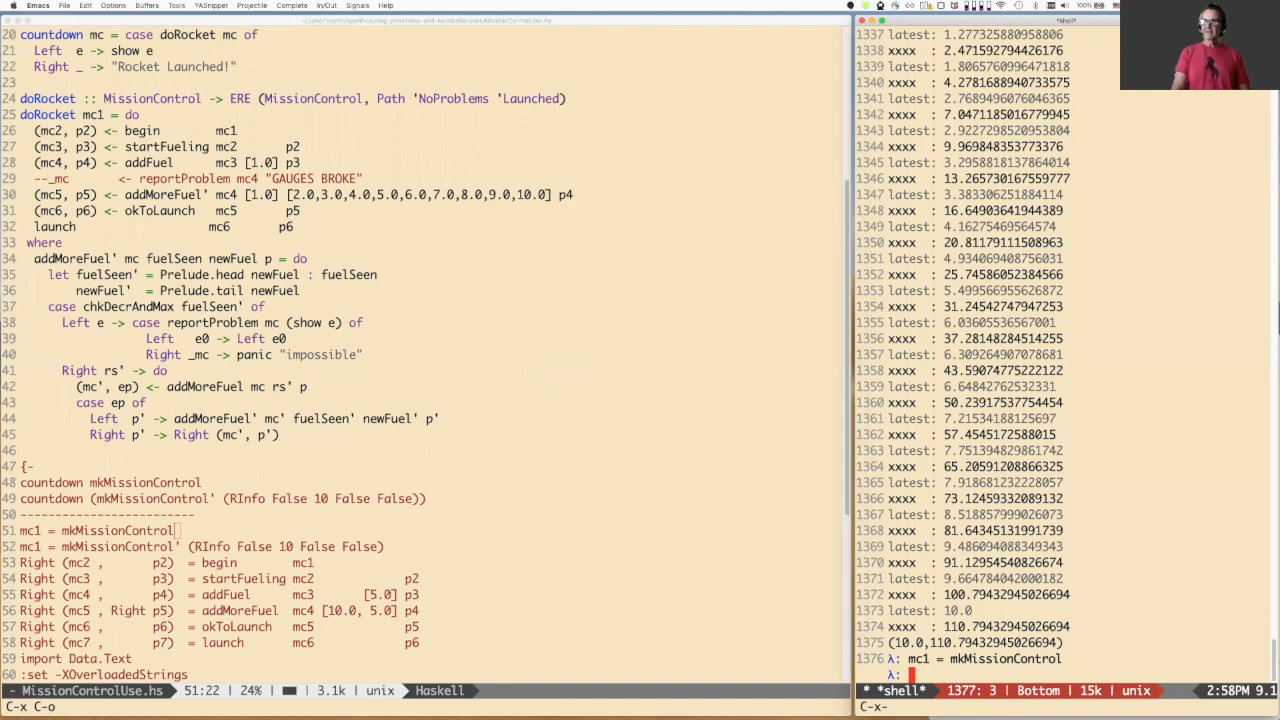 Emacs File Edit Options Buffers Tools YASnippet Projectile Complete In/Out Signals Help
100%
*shell*
20 countdown mc = case doRocket mc of
21   Left  e -> show e
22   Right _ -> "Rocket Launched!"
23
24 doRocket :: MissionControl -> ERE (MissionControl, Path 'NoProblems 'Launched)
25 doRocket mc1 = do
26   (mc2, p2) <- begin        mc1
27   (mc3, p3) <- startFueling mc2      p2
28   (mc4, p4) <- addFuel      mc3 [1.0] p3
29   --_mc       <- reportProblem mc4 "GAUGES BROKE"
30   (mc5, p5) <- addMoreFuel' mc4 [1.0] [2.0,3.0,4.0,5.0,6.0,7.0,8.0,9.0,10.0] p4
31   (mc6, p6) <- okToLaunch   mc5       p5
32   launch                   mc6       p6
33  where
34   addMoreFuel' mc fuelSeen newFuel p = do
35     let fuelSeen' = Prelude.head newFuel : fuelSeen
36         newFuel'  = Prelude.tail newFuel
37     case chkDecrAndMax fuelSeen' of
38       Left e -> case reportProblem mc (show e) of
39                   Left   e0 -> Left e0
40                   Right _mc -> panic "impossible"
41       Right rs' -> do
42         (mc', ep) <- addMoreFuel mc rs' p
43         case ep of
44           Left  p' -> addMoreFuel' mc' fuelSeen' newFuel' p'
45           Right p' -> Right (mc', p')
46
47 {-
48 countdown mkMissionControl
49 countdown (mkMissionControl' (RInfo False 10 False False))
50 -------------------------
51 mc1 = mkMissionControl
52 mc1 = mkMissionControl' (RInfo False 10 False False)
53 Right (mc2 ,       p2)  = begin        mc1
54 Right (mc3 ,       p3)  = startFueling mc2             p2
55 Right (mc4 ,       p4)  = addFuel      mc3       [5.0] p3
56 Right (mc5 , Right p5)  = addMoreFuel  mc4 [10.0, 5.0] p4
57 Right (mc6 ,       p6)  = okToLaunch   mc5             p5
58 Right (mc7 ,       p7)  = launch       mc6             p6
59 import Data.Text
60 :set -XOverloadedStrings
- MissionControlUse.hs 51:22 | 24% | 3.1k | unix Haskell
C-x C-o
1337 latest: 1.277325880958806
1338 xxxx  : 2.471592794426176
1339 latest: 1.8065760996471818
1340 xxxx  : 4.2781688940733575
1341 latest: 2.7689496076046365
1342 xxxx  : 7.0471185016779945
1343 latest: 2.9227298520953804
1344 xxxx  : 9.969848353773376
1345 latest: 3.2958818137864014
1346 xxxx  : 13.265730167559777
1347 latest: 3.383306251884114
1348 xxxx  : 16.64903641944389
1349 latest: 4.16275469564574
1350 xxxx  : 20.81179111508963
1351 latest: 4.934069408756031
1352 xxxx  : 25.74586052384566
1353 latest: 5.499566955626872
1354 xxxx  : 31.24542747947253
1355 latest: 6.03605536567001
1356 xxxx  : 37.28148284514255
1357 latest: 6.309264907078681
1358 xxxx  : 43.59074775222122
1359 latest: 6.64842762532331
1360 xxxx  : 50.23917537754454
1361 latest: 7.21534188125697
1362 xxxx  : 57.4545172588015
1363 latest: 7.751394829861742
1364 xxxx  : 65.20591208866325
1365 latest: 7.918681232228057
1366 xxxx  : 73.12459332089132
1367 latest: 8.518857999026073
1368 xxxx  : 81.64345131991739
1369 latest: 9.486094088349343
1370 xxxx  : 91.12954540826674
1371 latest: 9.664784042000182
1372 xxxx  : 100.79432945026694
1373 latest: 10.0
1374 xxxx  : 110.79432945026694
1375 (10.0,110.79432945026694)
1376 λ: mc1 = mkMissionControl
λ:
* *shell* 1377: 3 | Bottom | 15k | unix 2:58PM 9.1
C-x-